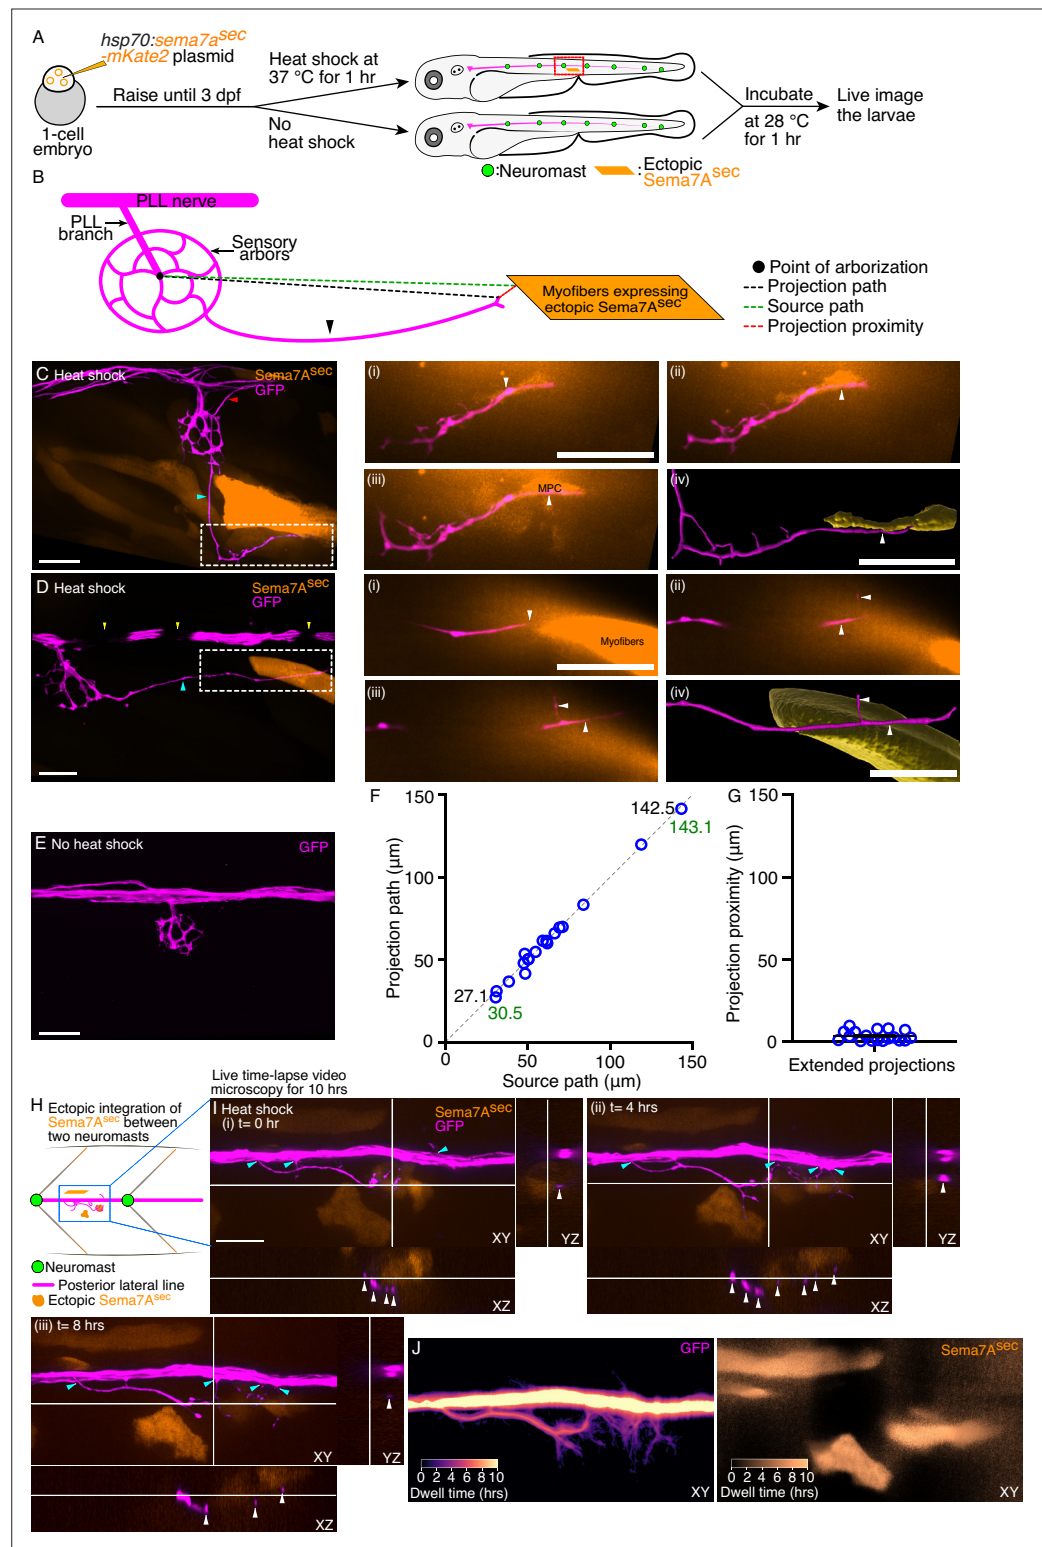 A
hsp70:sema7a^sec
-mKate2 plasmid
1-cell
embryo
Raise until 3 dpf
Heat shock at
37 °C for 1 hr
No
heat shock
Incubate
at 28 °C
for 1 hr
Live image
the larvae
:Neuromast
:Ectopic
Sema7A^sec
B
PLL nerve
PLL
branch
Sensory
arbors
Myofibers expressing
ectopic Sema7A^sec
Point of arborization
Projection path
Source path
Projection proximity
C Heat shock
Sema7A^sec
GFP
(i)
(ii)
(iii)
MPC
(iv)
D Heat shock
Sema7A^sec
GFP
(i)
Myofibers
(ii)
(iii)
(iv)
E No heat shock
GFP
F
Projection path (µm)
150
100
50
0
142.5
143.1
27.1
30.5
0
50
100
150
Source path (µm)
G
Projection proximity (µm)
150
100
50
0
Extended projections
H
Ectopic integration of
Sema7A^sec between
two neuromasts
Neuromast
Posterior lateral line
Ectopic Sema7A^sec
Live time-lapse video
microscopy for 10 hrs
I Heat shock
(i) t= 0 hr
Sema7A^sec
GFP
XY
YZ
XZ
(ii) t= 4 hrs
XY
YZ
XZ
(iii) t= 8 hrs
XY
YZ
XZ
J
GFP
0 2 4 6 8 10
Dwell time (hrs)
XY
Sema7A^sec
0 2 4 6 8 10
Dwell time (hrs)
XY